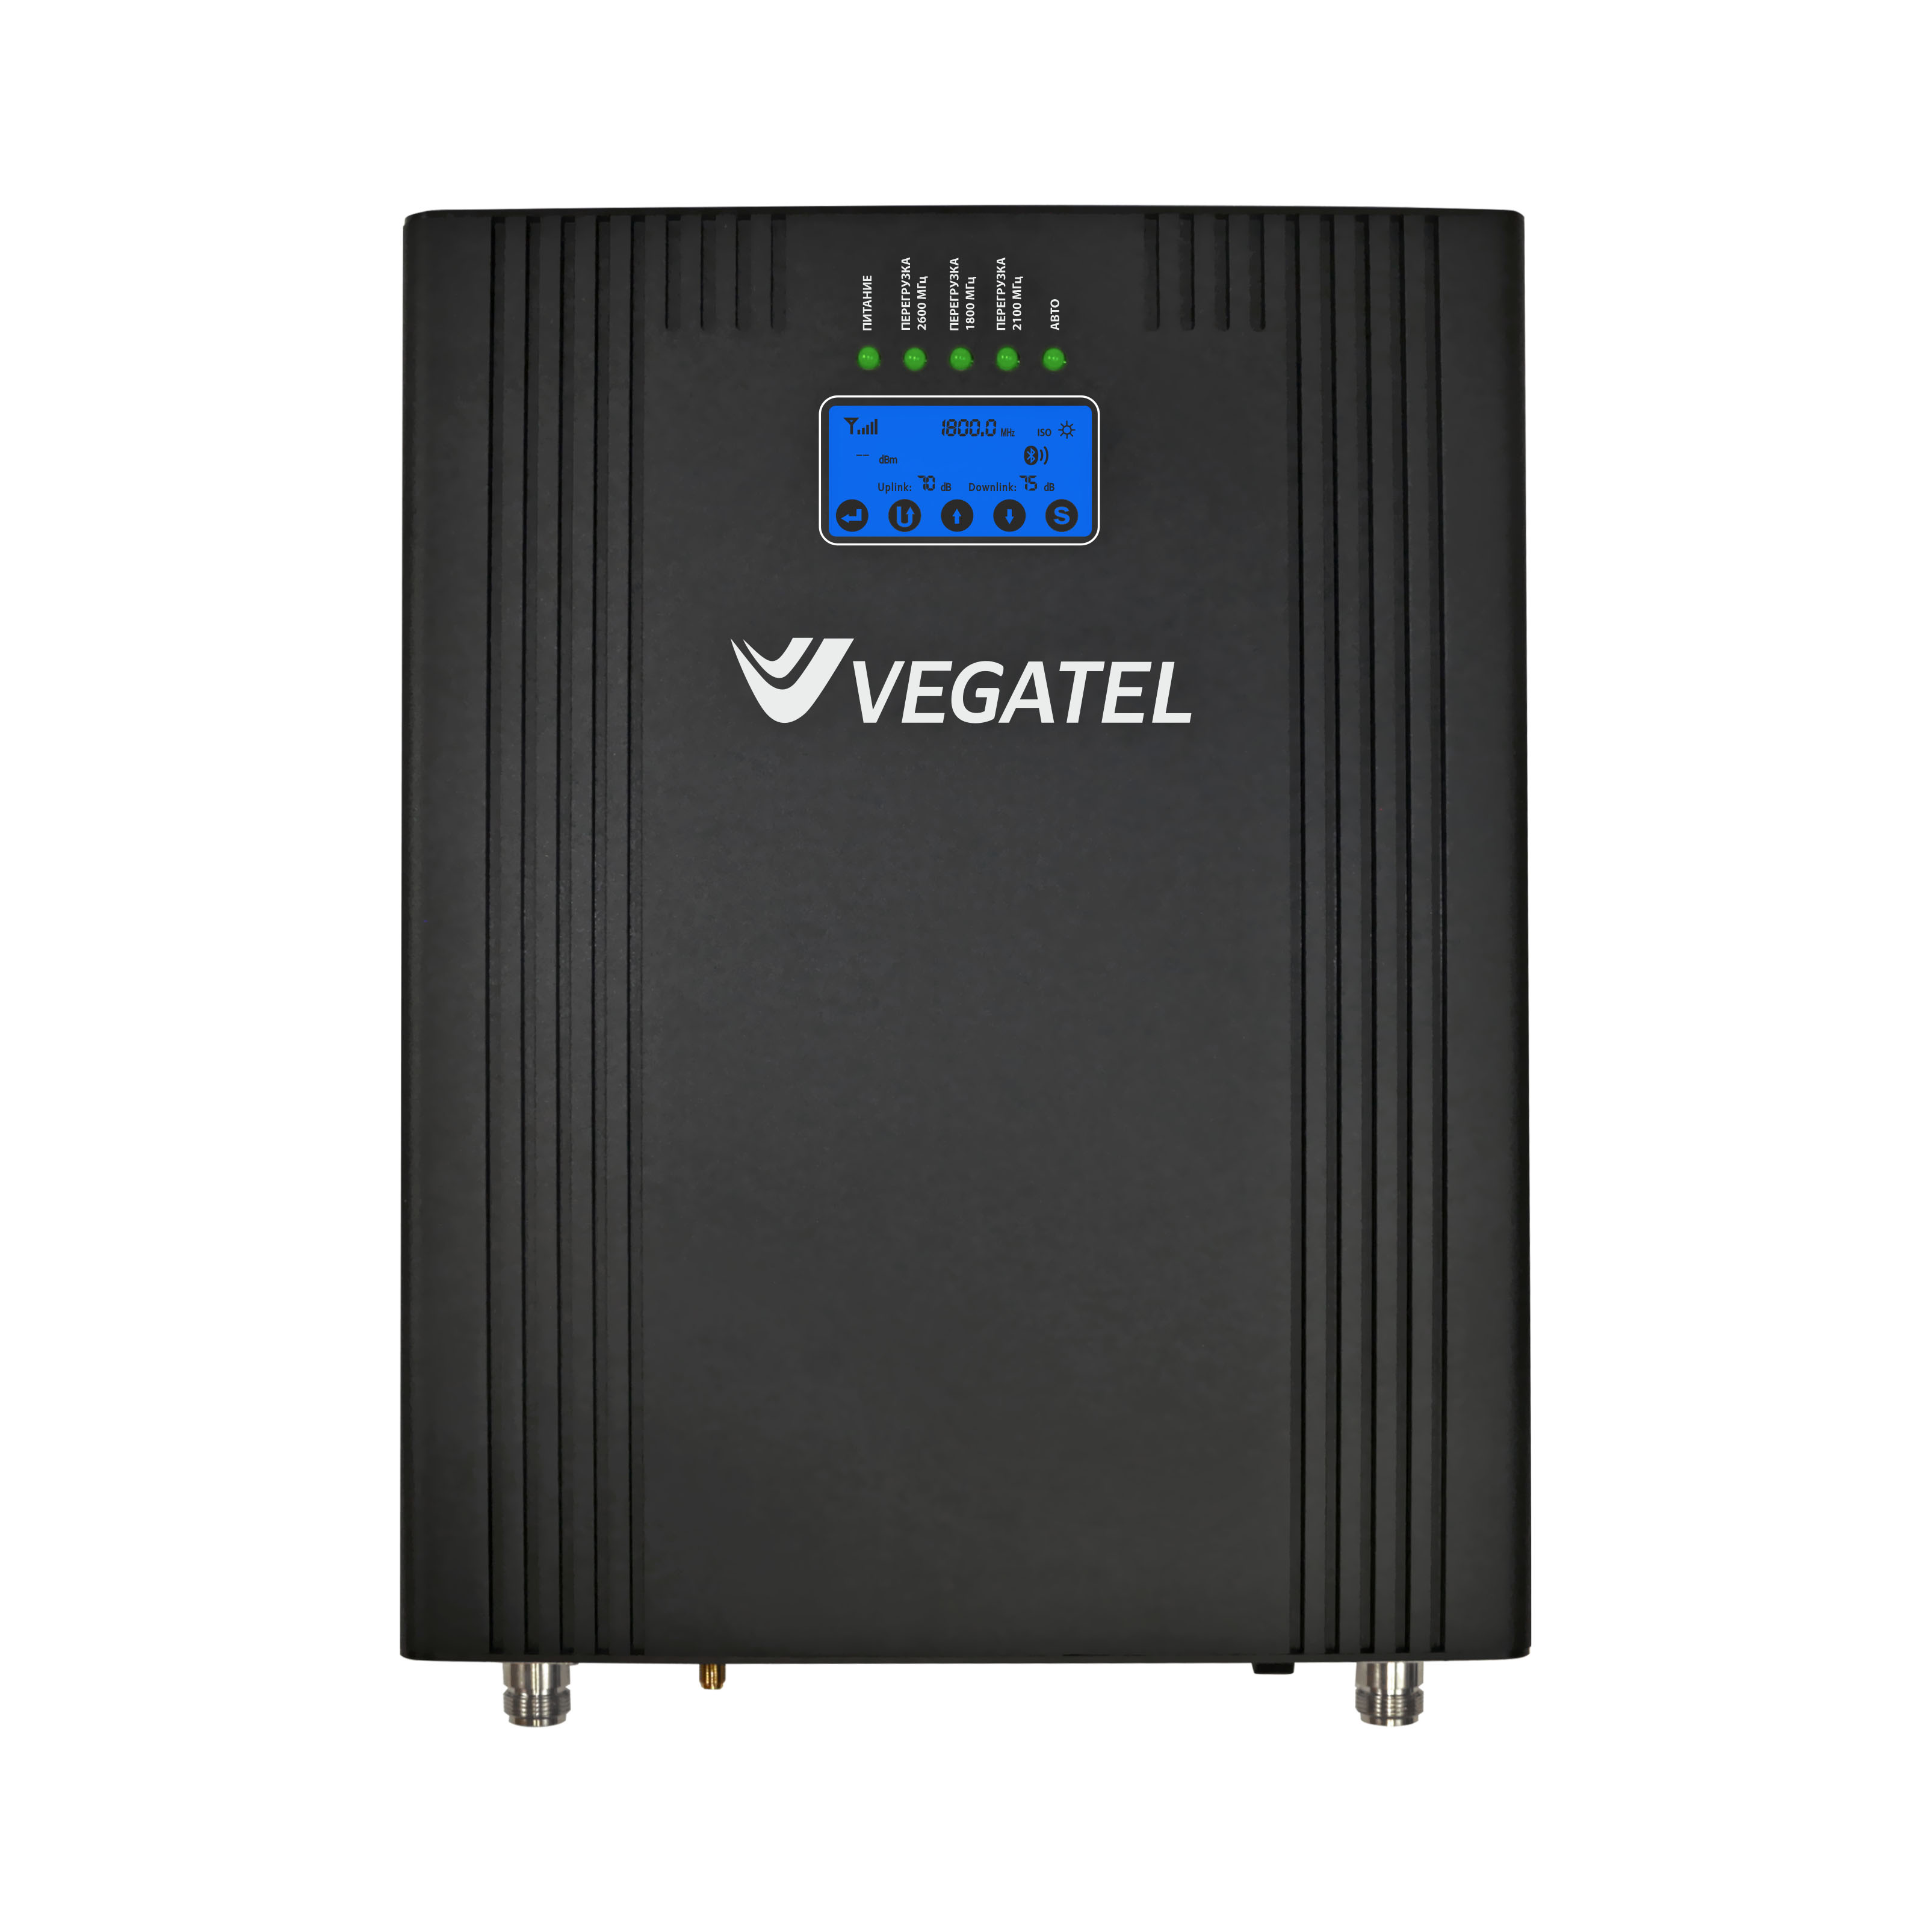 ПИТАНИЕ
ПЕРЕГРУЗКА
2600 МГц
ПЕРЕГРУЗКА
1800 МГц
ПЕРЕГРУЗКА
2100 МГц
АВТО
1800.0 MHz ISO
-- dBm
Uplink: 70 dB Downlink: 75 dB
S
VEGATEL